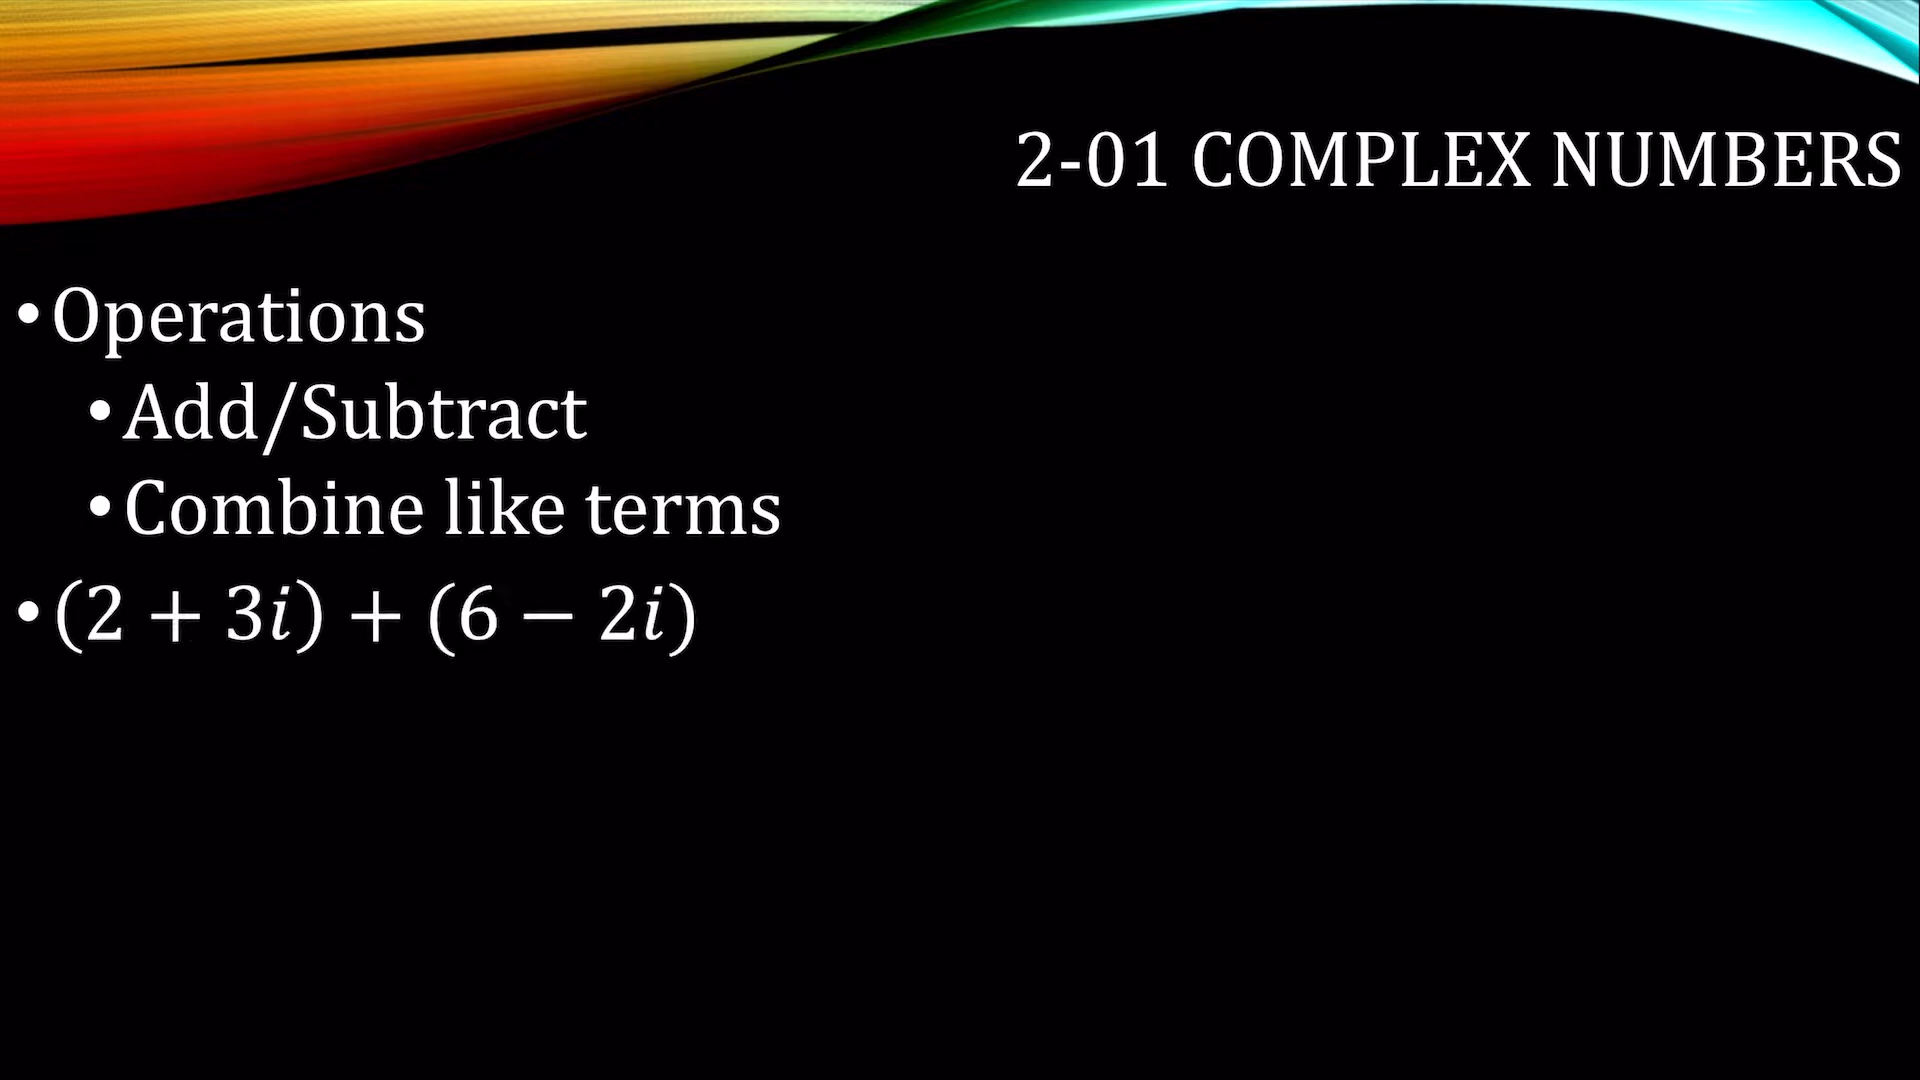 2-01 COMPLEX NUMBERS
• Operations
• Add/Subtract
• Combine like terms
• (2 + 3i) + (6 − 2i)